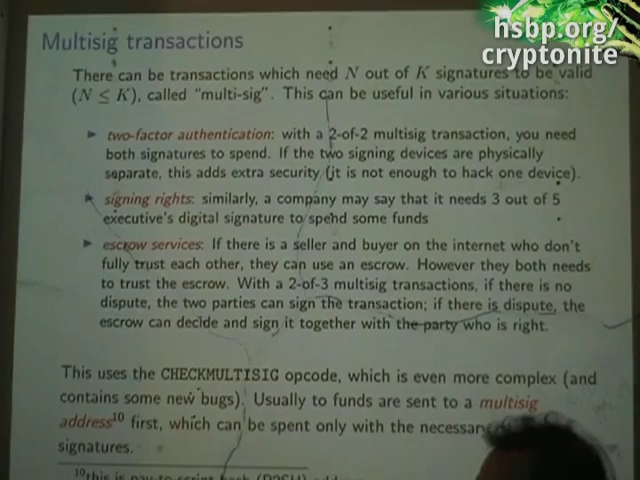 hsbp.org/
cryptonite
Multisig transactions
There can be transactions which need N out of K signatures to be valid
(N ≤ K), called "multi-sig". This can be useful in various situations:
two-factor authentication: with a 2-of-2 multisig transaction, you need
both signatures to spend. If the two signing devices are physically
separate, this adds extra security (it is not enough to hack one device).
signing rights: similarly, a company may say that it needs 3 out of 5
executive's digital signature to spend some funds
escrow services: If there is a seller and buyer on the internet who don't
fully trust each other, they can use an escrow. However they both needs
to trust the escrow. With a 2-of-3 multisig transactions, if there is no
dispute, the two parties can sign the transaction; if there is dispute, the
escrow can decide and sign it together with the party who is right.
This uses the CHECKMULTISIG opcode, which is even more complex (and
contains some new bugs). Usually to funds are sent to a multisig
address¹⁰ first, which can be spent only with the necessary
signatures.
¹⁰this is pay-to-script